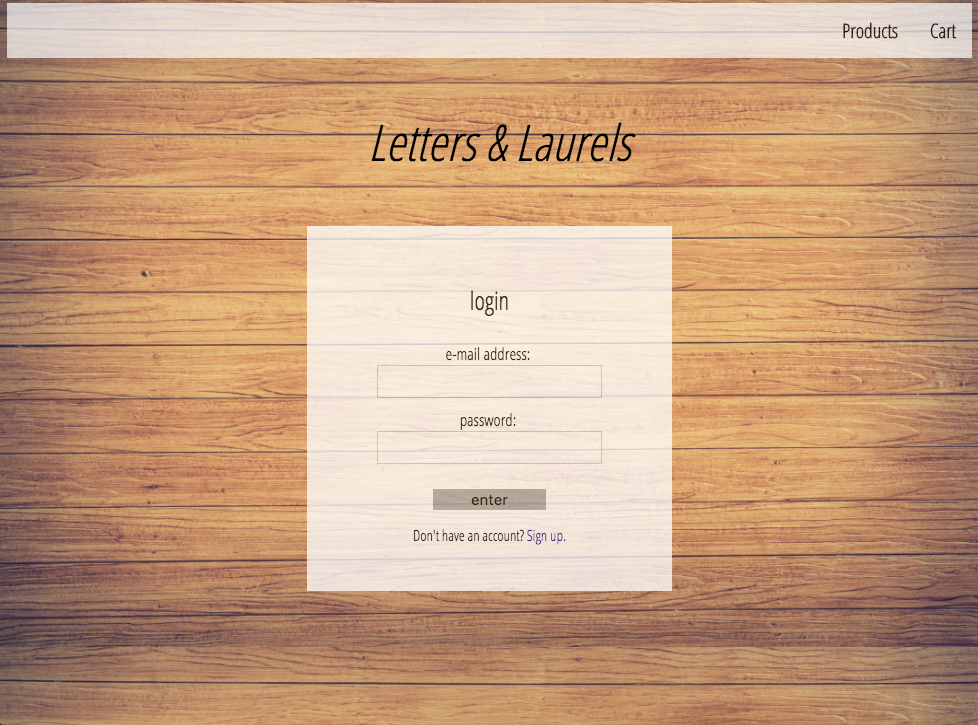 Products Cart
Letters & Laurels
login
e-mail address:
password:
enter
Don't have an account? Sign up.